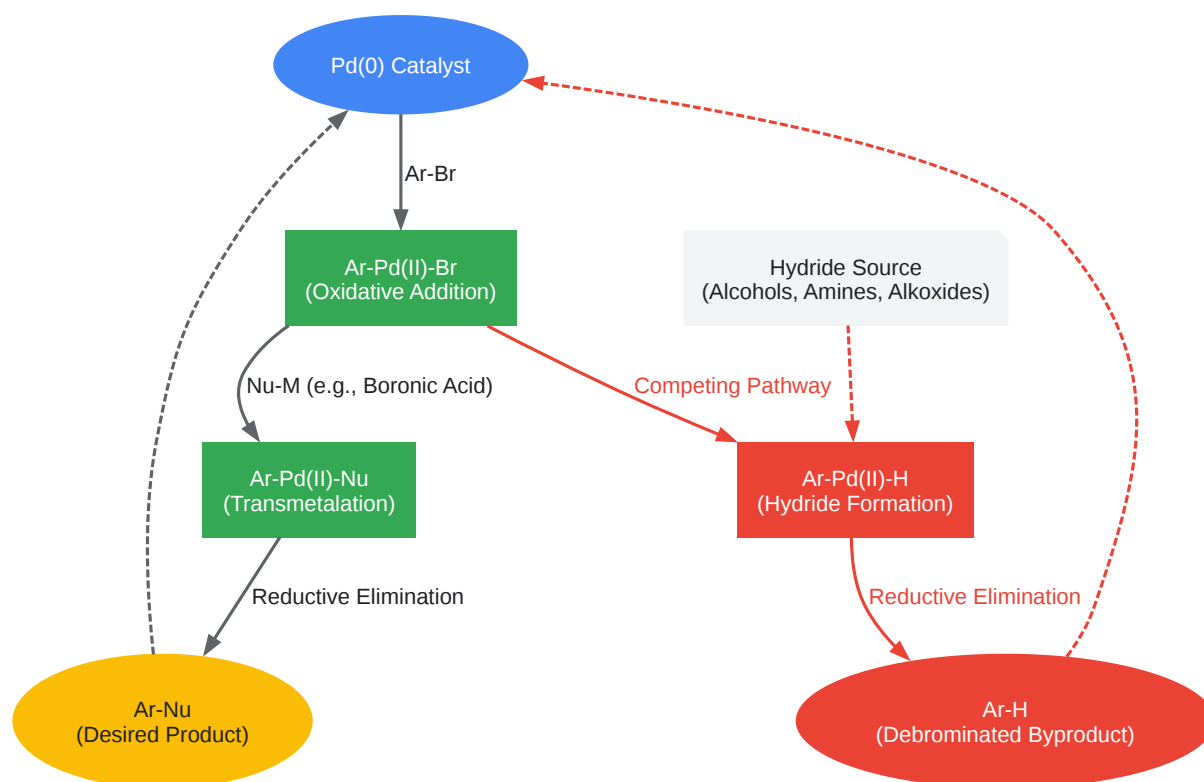 Pd(0) Catalyst
Ar-Br
Ar-Pd(II)-Br
(Oxidative Addition)
Hydride Source
(Alcohols, Amines, Alkoxides)
Nu-M (e.g., Boronic Acid)
Competing Pathway
Ar-Pd(II)-Nu
(Transmetalation)
Ar-Pd(II)-H
(Hydride Formation)
Reductive Elimination
Reductive Elimination
Ar-Nu
(Desired Product)
Ar-H
(Debrominated Byproduct)